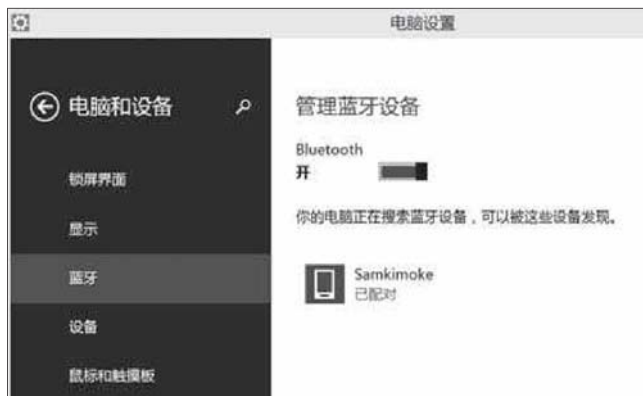 电脑设置
电脑和设备
锁屏界面
显示
蓝牙
设备
鼠标和触摸板
管理蓝牙设备
Bluetooth
开
你的电脑正在搜索蓝牙设备，可以被这些设备发现。
Samkimoke
已配对